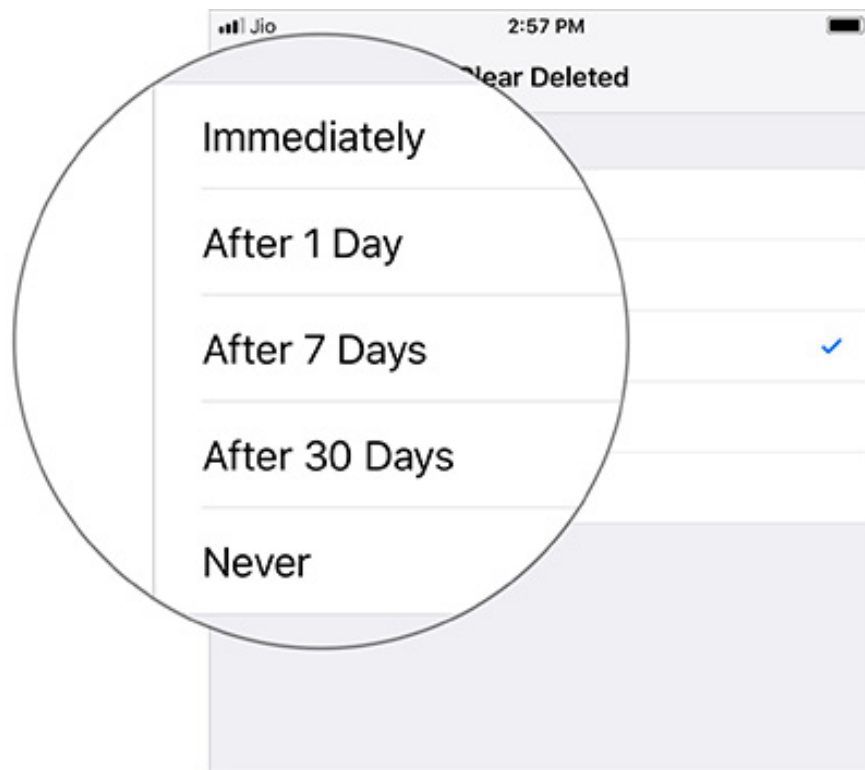 Jio 2:57 PM
Clear Deleted
Immediately
After 1 Day
After 7 Days
After 30 Days
Never